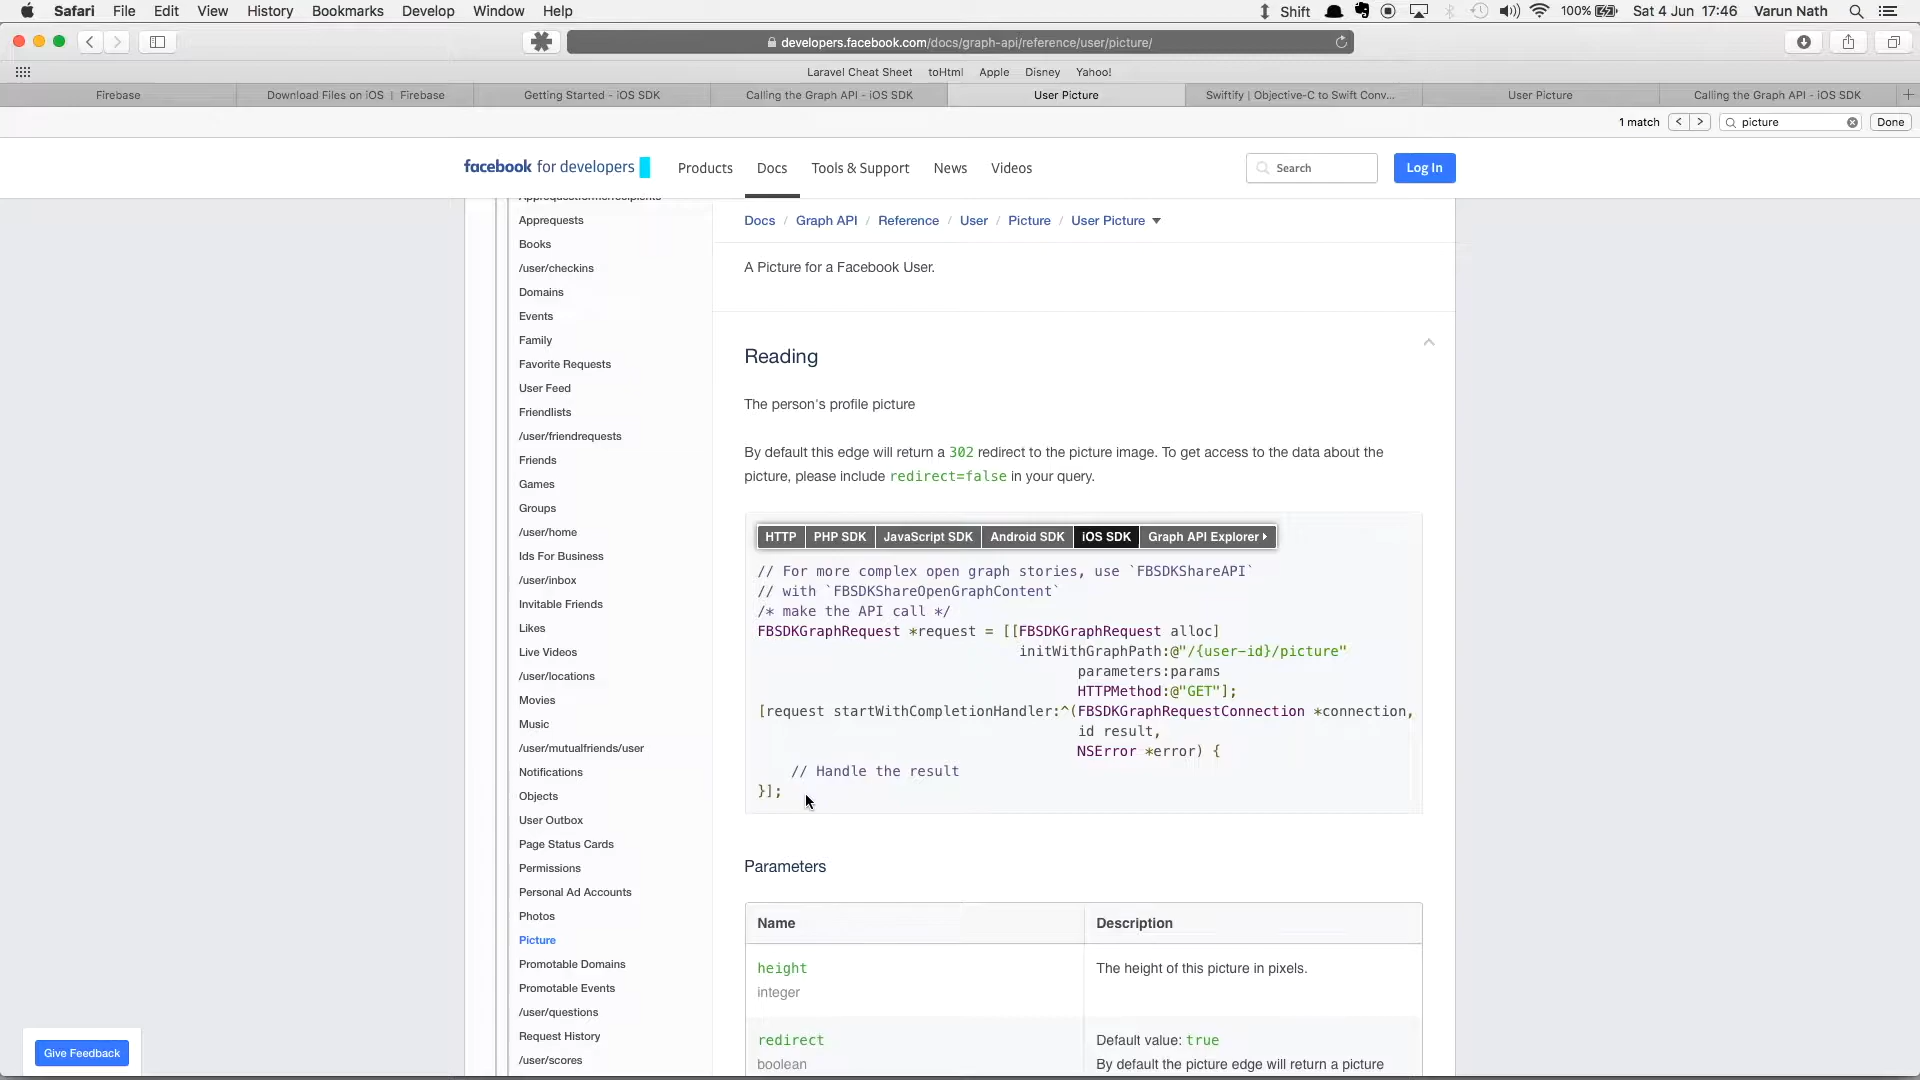 Safari File Edit View History Bookmarks Develop Window Help Shift 100% Sat 4 Jun 17:46 Varun Nath
developers.facebook.com/docs/graph-api/reference/user/picture/
Laravel Cheat Sheet toHtml Apple Disney Yahoo!
Firebase Download Files on iOS | Firebase Getting Started - iOS SDK Calling the Graph API - iOS SDK User Picture Swiftify | Objective-C to Swift Conv... User Picture Calling the Graph API - iOS SDK
1 match picture Done
facebook for developers Products Docs Tools & Support News Videos Search Log In
Docs / Graph API / Reference / User / Picture / User Picture
Apprequests
Books
/user/checkins
Domains
Events
Family
Favorite Requests
User Feed
Friendlists
/user/friendrequests
Friends
Games
Groups
/user/home
Ids For Business
/user/inbox
Invitable Friends
Likes
Live Videos
/user/locations
Movies
Music
/user/mutualfriends/user
Notifications
Objects
User Outbox
Page Status Cards
Permissions
Personal Ad Accounts
Photos
Picture
Promotable Domains
Promotable Events
/user/questions
Request History
/user/scores
A Picture for a Facebook User.
Reading
The person's profile picture
By default this edge will return a 302 redirect to the picture image. To get access to the data about the
picture, please include redirect=false in your query.
HTTP PHP SDK JavaScript SDK Android SDK iOS SDK Graph API Explorer
// For more complex open graph stories, use `FBSDKShareAPI`
// with `FBSDKShareOpenGraphContent`
/* make the API call */
FBSDKGraphRequest *request = [[FBSDKGraphRequest alloc]
initWithGraphPath:@"/{user-id}/picture"
parameters:params
HTTPMethod:@"GET"];
[request startWithCompletionHandler:^(FBSDKGraphRequestConnection *connection,
id result,
NSError *error) {
// Handle the result
}];
Parameters
Name Description
height The height of this picture in pixels.
integer
redirect Default value: true
boolean By default the picture edge will return a picture
Give Feedback